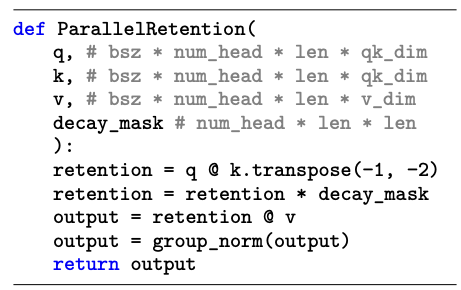 def ParallelRetention(
    q, # bsz * num_head * len * qk_dim
    k, # bsz * num_head * len * qk_dim
    v, # bsz * num_head * len * v_dim
    decay_mask # num_head * len * len
    ):
    retention = q @ k.transpose(-1, -2)
    retention = retention * decay_mask
    output = retention @ v
    output = group_norm(output)
    return output